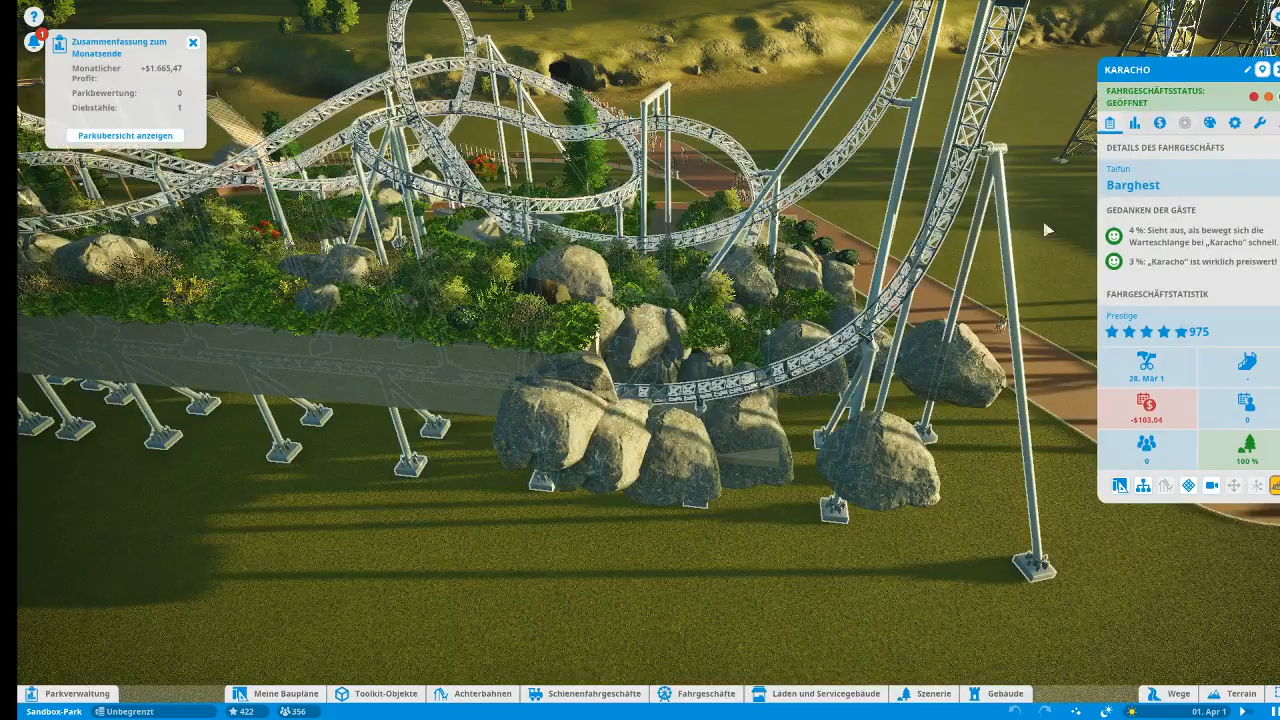 ?
1
Zusammenfassung zum
Monatsende
Monatlicher
Profit:
+$1.665,47
Parkbewertung:
0
Diebstähle:
1
Parkübersicht anzeigen
KARACHO
FAHRGESCHÄFTSSTATUS:
GEÖFFNET
DETAILS DES FAHRGESCHÄFTS
Taifun
Barghest
GEDANKEN DER GÄSTE
4 %: Sieht aus, als bewegt sich die
Warteschlange bei „Karacho“ schnell.
3 %: „Karacho“ ist wirklich preiswert!
FAHRGESCHÄFTSTATISTIK
Prestige
975
28. Mär 1
-
-$103,04
0
0
100 %
Parkverwaltung
Meine Baupläne
Toolkit-Objekte
Achterbahnen
Schienenfahrgeschäfte
Fahrgeschäfte
Läden und Servicegebäude
Szenerie
Gebäude
Wege
Terrain
Sandbox-Park
Unbegrenzt
422
356
01. Apr 1